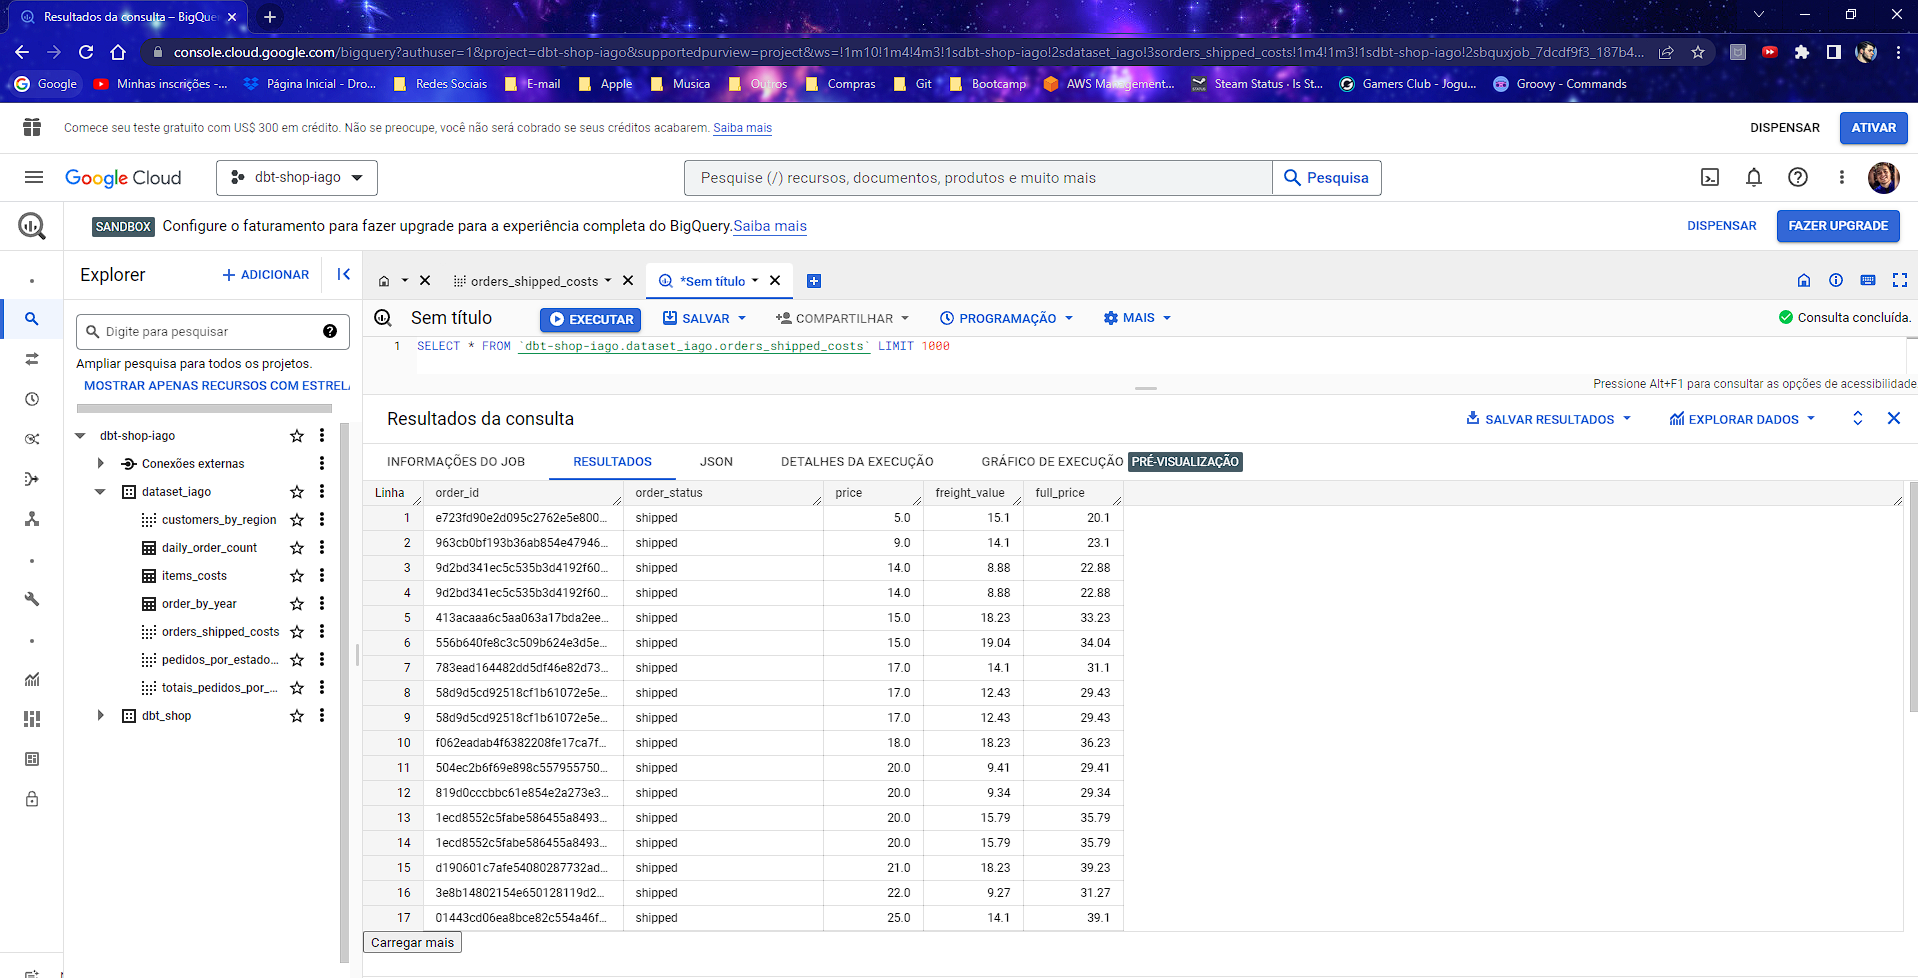 Resultados da consulta – BigQue
console.cloud.google.com/bigquery?authuser=1&project=dbt-shop-iago&supportedpurview=project&ws=!1m10!1m4!4m3!1sdbt-shop-iago!2sdataset_iago!3sorders_shipped_costs!1m4!1m3!1sdbt-shop-iago!2sbquxjob_7dcdf9f3_187b4...
Google Minhas inscrições -... Página Inicial - Dro... Redes Sociais E-mail Apple Musica Outros Compras Git Bootcamp AWS Management... Steam Status · Is St... Gamers Club - Jogu... Groovy - Commands
Comece seu teste gratuito com US$ 300 em crédito. Não se preocupe, você não será cobrado se seus créditos acabarem. Saiba mais DISPENSAR ATIVAR
Google Cloud dbt-shop-iago Pesquise (/) recursos, documentos, produtos e muito mais Pesquisa
SANDBOX Configure o faturamento para fazer upgrade para a experiência completa do BigQuery.Saiba mais DISPENSAR FAZER UPGRADE
Explorer + ADICIONAR
Digite para pesquisar
Ampliar pesquisa para todos os projetos.
MOSTRAR APENAS RECURSOS COM ESTREL
dbt-shop-iago
Conexões externas
dataset_iago
customers_by_region
daily_order_count
items_costs
order_by_year
orders_shipped_costs
pedidos_por_estado...
totais_pedidos_por_...
dbt_shop
orders_shipped_costs *Sem título
Sem título EXECUTAR SALVAR COMPARTILHAR PROGRAMAÇÃO MAIS Consulta concluída.
1 SELECT * FROM `dbt-shop-iago.dataset_iago.orders_shipped_costs` LIMIT 1000
Pressione Alt+F1 para consultar as opções de acessibilidade
Resultados da consulta SALVAR RESULTADOS EXPLORAR DADOS
INFORMAÇÕES DO JOB RESULTADOS JSON DETALHES DA EXECUÇÃO GRÁFICO DE EXECUÇÃO PRÉ-VISUALIZAÇÃO
Linha order_id order_status price freight_value full_price
1 e723fd90e2d095c2762e5e800... shipped 5.0 15.1 20.1
2 963cb0bf193b36ab854e47946... shipped 9.0 14.1 23.1
3 9d2bd341ec5c535b3d4192f60... shipped 14.0 8.88 22.88
4 9d2bd341ec5c535b3d4192f60... shipped 14.0 8.88 22.88
5 413acaaa6c5aa063a17bda2ee... shipped 15.0 18.23 33.23
6 556b640fe8c3c509b624e3d5e... shipped 15.0 19.04 34.04
7 783ead164482dd5df46e82d73... shipped 17.0 14.1 31.1
8 58d9d5cd92518cf1b61072e5e... shipped 17.0 12.43 29.43
9 58d9d5cd92518cf1b61072e5e... shipped 17.0 12.43 29.43
10 f062eadab4f6382208fe17ca7f... shipped 18.0 18.23 36.23
11 504ec2b6f69e898c557955750... shipped 20.0 9.41 29.41
12 819d0cccbbc61e854e2a273e3... shipped 20.0 9.34 29.34
13 1ecd8552c5fabe586455a8493... shipped 20.0 15.79 35.79
14 1ecd8552c5fabe586455a8493... shipped 20.0 15.79 35.79
15 d190601c7afe54080287732ad... shipped 21.0 18.23 39.23
16 3e8b14802154e650128119d2... shipped 22.0 9.27 31.27
17 01443cd06ea8bce82c554a46f... shipped 25.0 14.1 39.1
Carregar mais